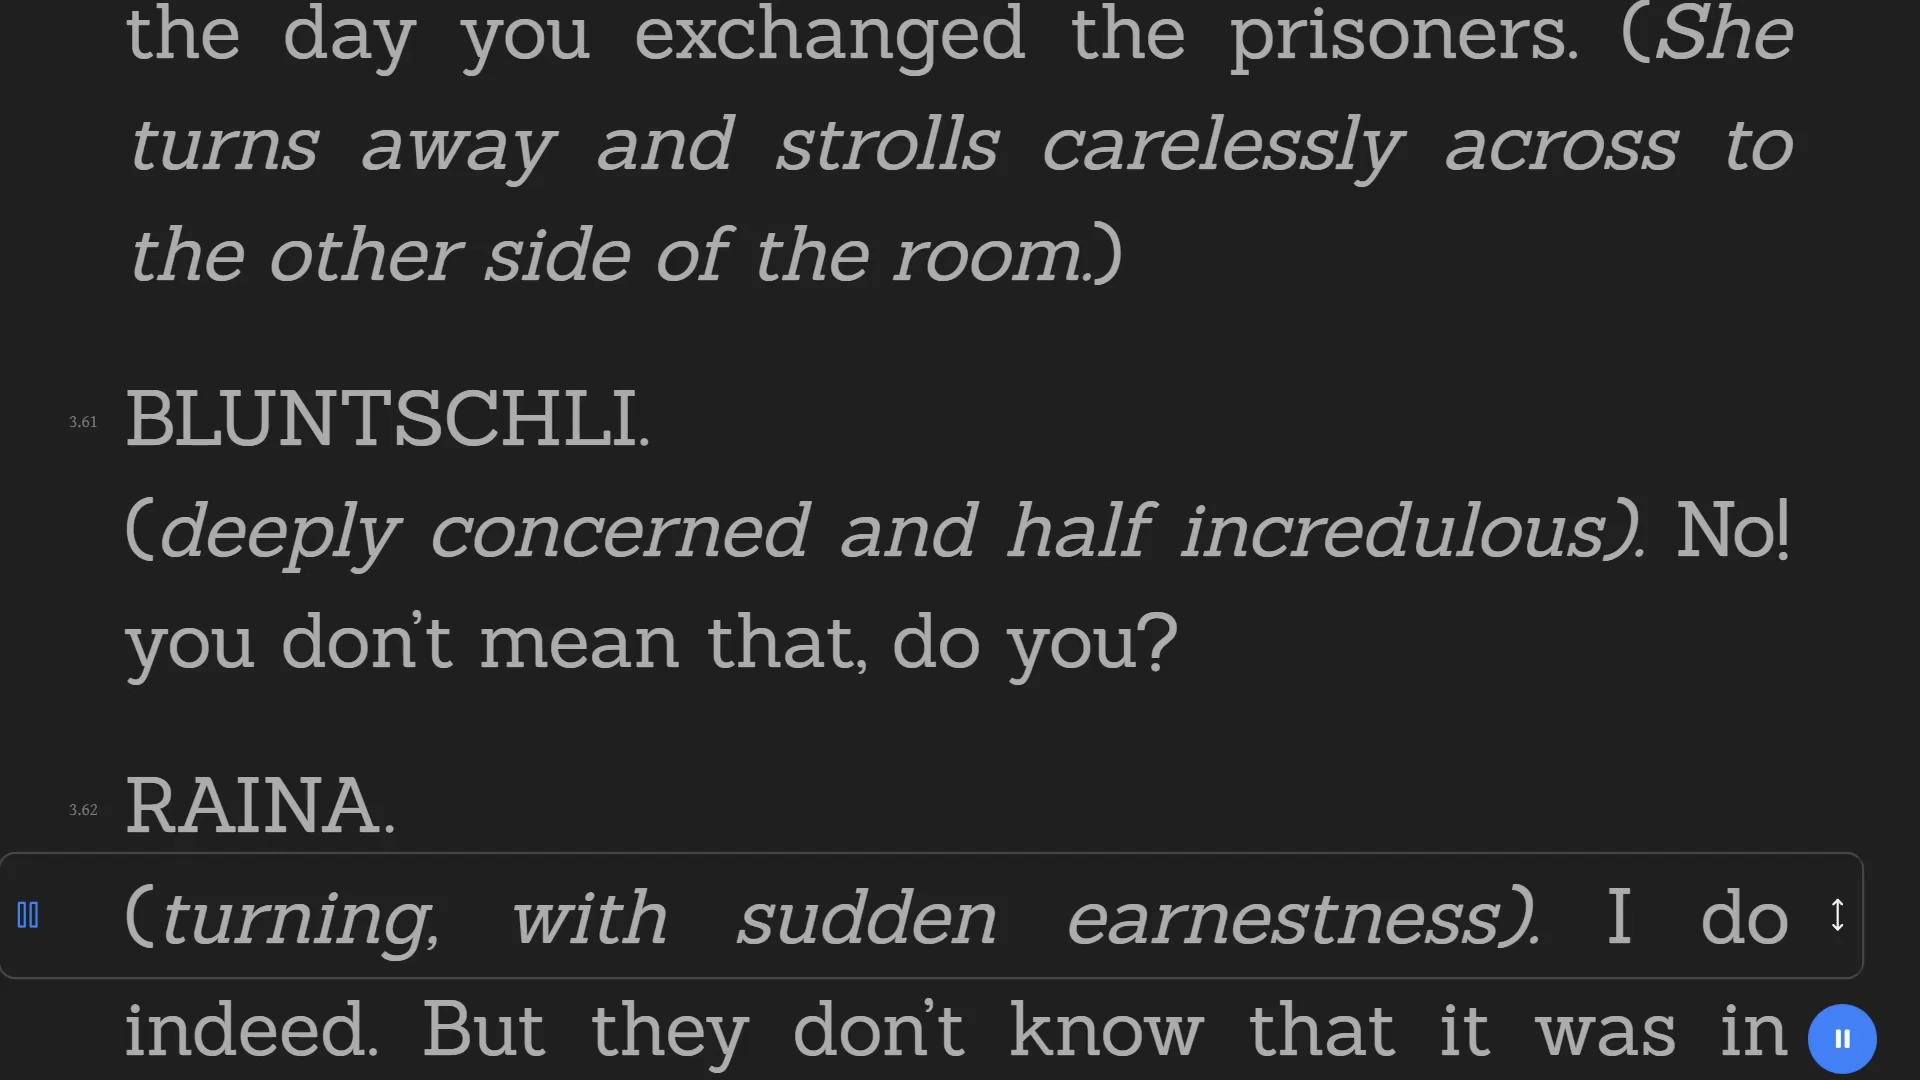 the day you exchanged the prisoners. (She
turns away and strolls carelessly across to
the other side of the room.)
3.61 BLUNTSCHLI.
(deeply concerned and half incredulous). No!
you don’t mean that, do you?
3.62 RAINA.
(turning, with sudden earnestness). I do
indeed. But they don’t know that it was in